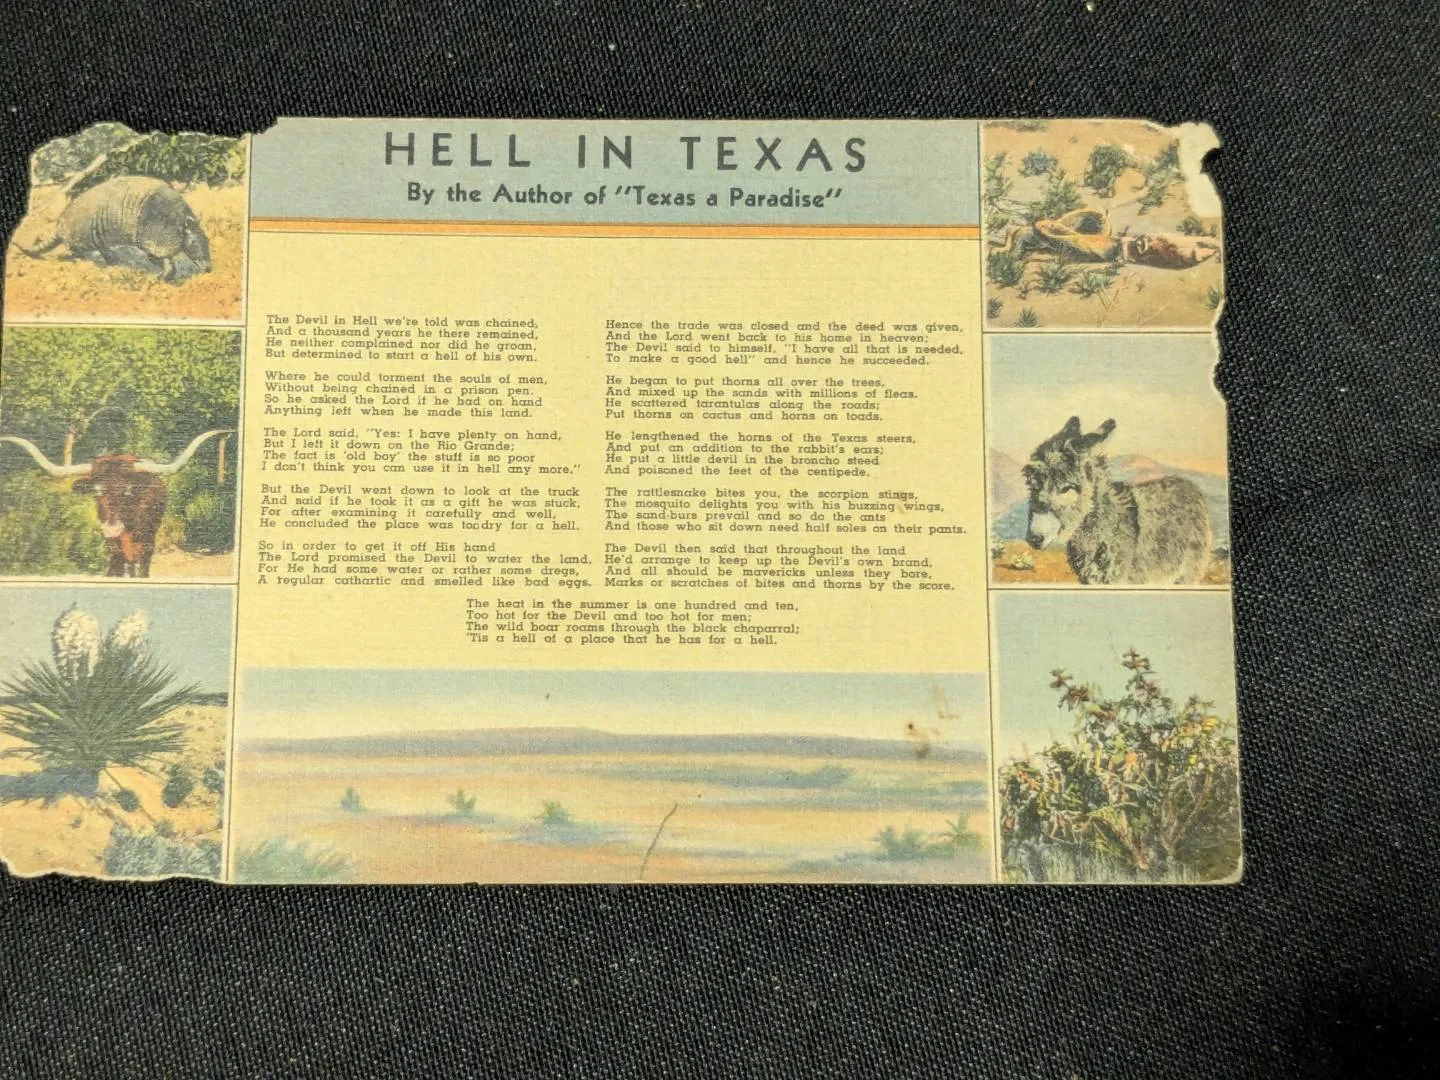 HELL IN TEXAS
By the Author of "Texas a Paradise"
The Devil in Hell we're told was chained,
And a thousand years he there remained,
He neither complained nor did he groan,
But determined to start a hell of his own.
Where he could torment the souls of men,
Without being chained in a prison pen.
So he asked the Lord if he had on hand
Anything left when he made this land.
The Lord said, "Yes: I have plenty on hand,
But I left it down on the Rio Grande;
The fact is 'old boy' the stuff is so poor
I don't think you can use it in hell any more."
But the Devil went down to look at the truck
And said if he took it as a gift he was stuck,
For after examining it carefully and well,
He concluded the place was too dry for a hell.
So in order to get it off His hand
The Lord promised the Devil to water the land,
For He had some water or rather some dregs,
A regular cathartic and smelled like bad eggs.
Hence the trade was closed and the deed was given,
And the Lord went back to his home in heaven;
The Devil said to himself, "I have all that is needed,
To make a good hell" and hence he succeeded.
He began to put thorns all over the trees,
And mixed up the sands with millions of fleas.
He scattered tarantulas along the roads;
Put thorns on cactus and horns on toads.
He lengthened the horns of the Texas steers,
And put an addition to the rabbit's ears;
He put a little devil in the broncho steed
And poisoned the feet of the centipede.
The rattlesnake bites you, the scorpion stings,
The mosquito delights you with his buzzing wings,
The sand-burs prevail and so do the ants
And those who sit down need half soles on their pants.
The Devil then said that throughout the land
He'd arrange to keep up the Devil's own brand,
And all should be mavericks unless they bore,
Marks or scratches of bites and thorns by the score.
The heat in the summer is one hundred and ten,
Too hot for the Devil and too hot for men;
The wild boar roams through the black chaparral;
'Tis a hell of a place that he has for a hell.